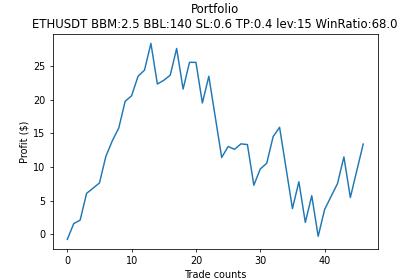 Portfolio
ETHUSDT BBM:2.5 BBL:140 SL:0.6 TP:0.4 lev:15 WinRatio:68.0
25
20
15
10
5
0
Profit ($)
0 10 20 30 40
Trade counts